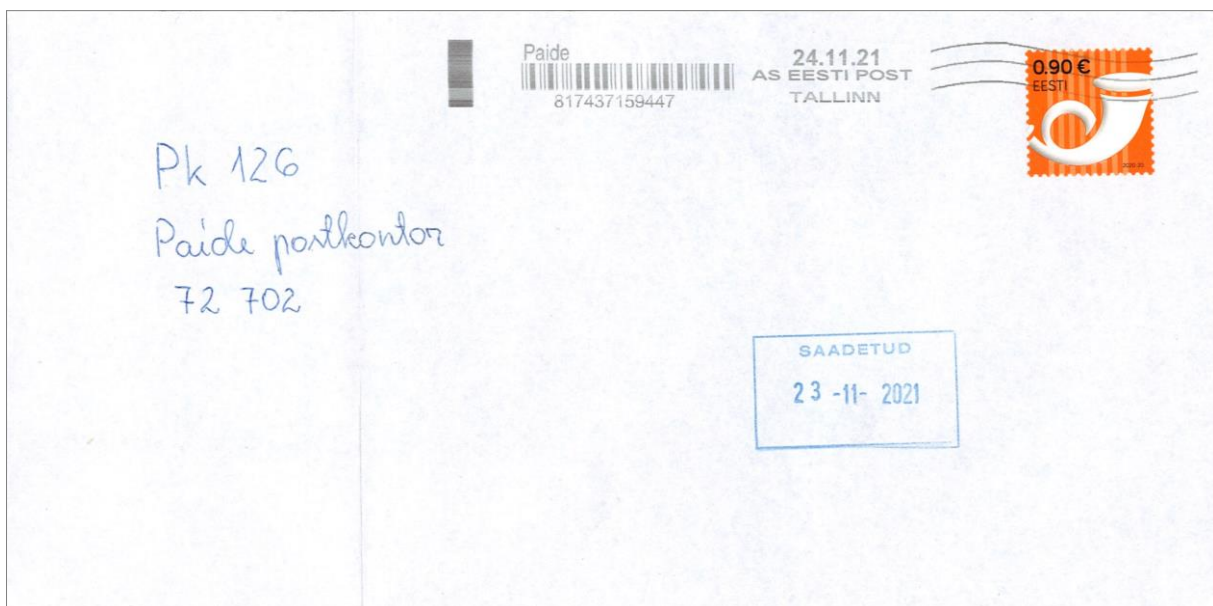 Paide
817437159447
24.11.21
AS EESTI POST
TALLINN
0.90 €
EESTI
Pk 126
Paide postkontor
72 702
SAADETUD
23 -11- 2021